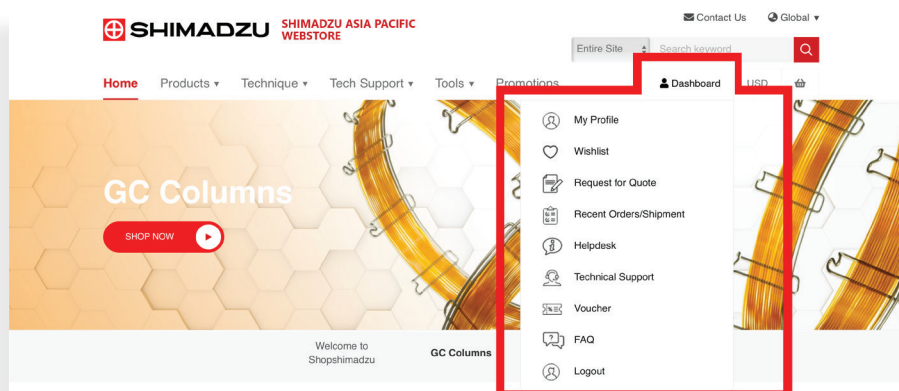 Contact Us Global ▾
SHIMADZU SHIMADZU ASIA PACIFIC
WEBSTORE
Entire Site Search keyword
Home Products ▾ Technique ▾ Tech Support ▾ Tools ▾ Promotions Dashboard USD
My Profile
Wishlist
GC Columns
Request for Quote
Recent Orders/Shipment
SHOP NOW
Helpdesk
Technical Support
Voucher
FAQ
Welcome to
Shopshimadzu
GC Columns
Logout